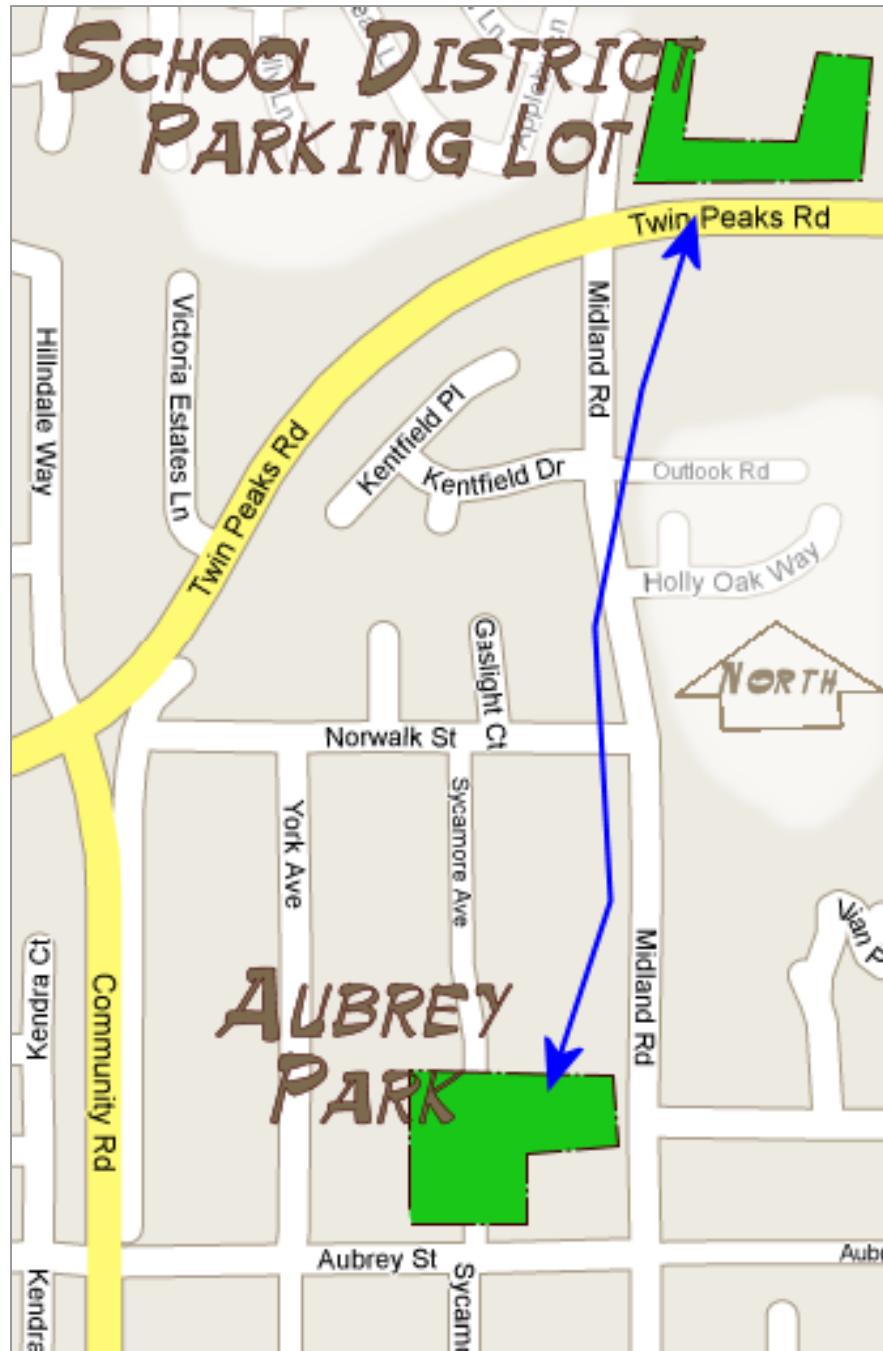 School District
Parking Lot
Twin Peaks Rd
Midland Rd
Hillndale Way
Victoria Estates Ln
Kentfield Pl
Kentfield Dr
Outlook Rd
Twin Peaks Rd
Holly Oak Way
Gaslight Ct
North
Norwalk St
Sycamore Ave
York Ave
Midland Rd
Kendra Ct
Community Rd
Aubrey
Park
Aubrey St
Kendra